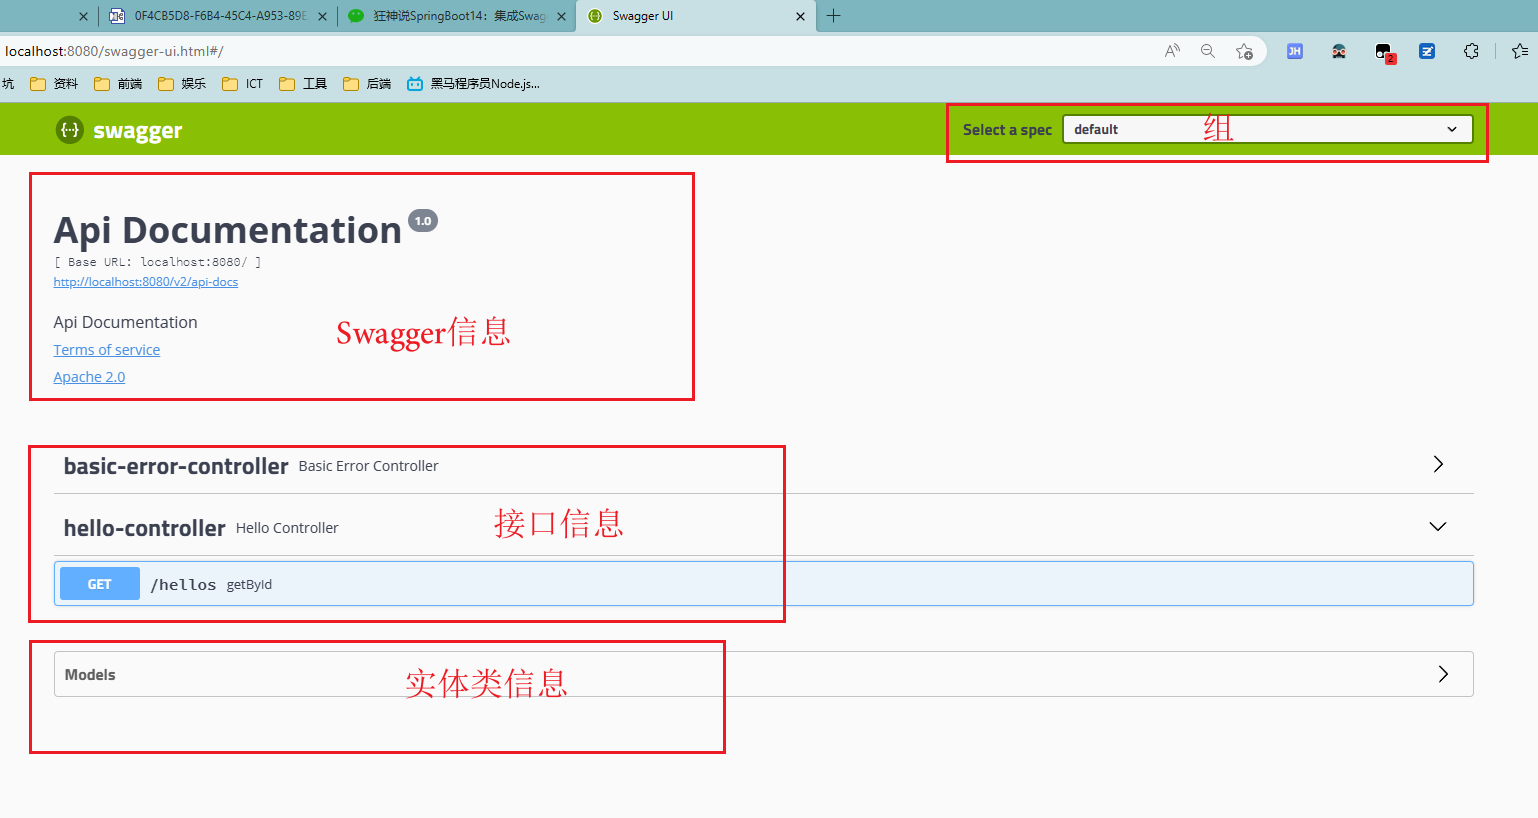 0F4CB5D8-F6B4-45C4-A953-89E
狂神说SpringBoot14：集成Swag
Swagger UI
localhost:8080/swagger-ui.html#/
JH
2
坑 资料 前端 娱乐 ICT 工具 后端 黑马程序员Node.js...
swagger
Select a spec default
组
Api Documentation 1.0
[ Base URL: localhost:8080/ ]
http://localhost:8080/v2/api-docs
Api Documentation
Swagger信息
Terms of service
Apache 2.0
basic-error-controller Basic Error Controller
接口信息
hello-controller Hello Controller
GET /hellos getById
Models
实体类信息